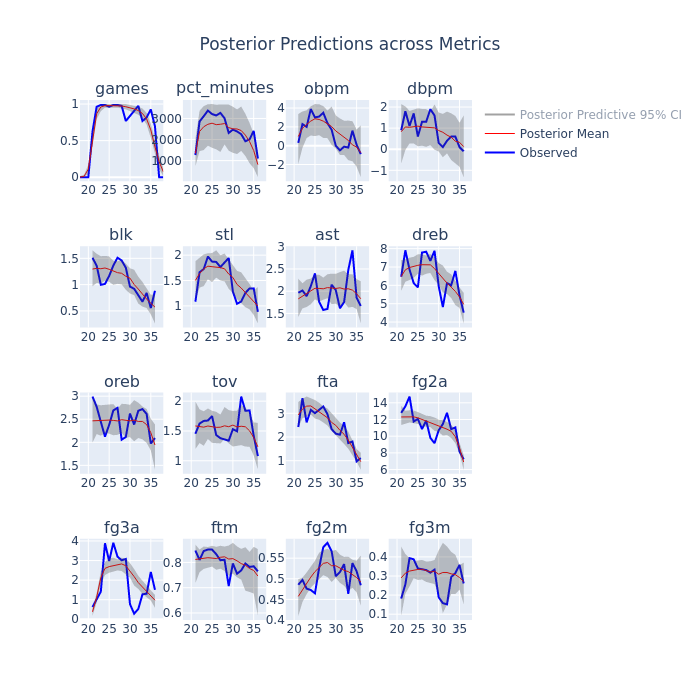 Posterior Predictions across Metrics
games pct_minutes obpm dbpm
1
0.5
0
20 25 30 35
3000
2000
1000
20 25 30 35
4
2
0
−2
20 25 30 35
2
1
0
−1
20 25 30 35
Posterior Predictive 95% CI
Posterior Mean
Observed
blk stl ast dreb
1.5
1
0.5
20 25 30 35
2
1.5
1
20 25 30 35
3
2.5
2
1.5
20 25 30 35
8
7
6
5
4
20 25 30 35
oreb tov fta fg2a
3
2.5
2
1.5
20 25 30 35
2
1.5
1
20 25 30 35
3
2
1
20 25 30 35
14
12
10
8
6
20 25 30 35
fg3a ftm fg2m fg3m
4
3
2
1
0
20 25 30 35
0.8
0.7
0.6
20 25 30 35
0.55
0.5
0.45
0.4
20 25 30 35
0.4
0.3
0.2
0.1
20 25 30 35